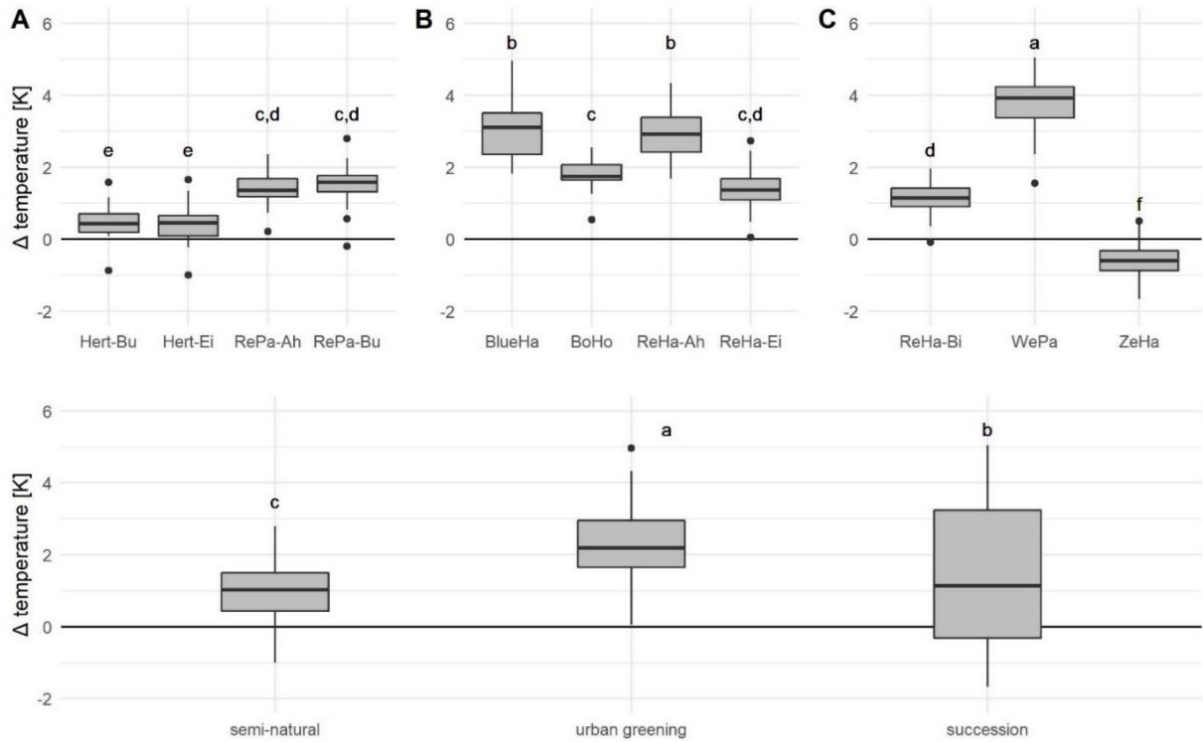 A
B
C
Δ temperature [K]
6
4
2
0
-2
e
e
c,d
c,d
Hert-Bu
Hert-Ei
RePa-Ah
RePa-Bu
6
4
2
0
-2
b
c
b
c,d
BlueHa
BoHo
ReHa-Ah
ReHa-Ei
6
4
2
0
-2
d
a
f
ReHa-Bi
WePa
ZeHa
Δ temperature [K]
6
4
2
0
-2
c
a
b
semi-natural
urban greening
succession